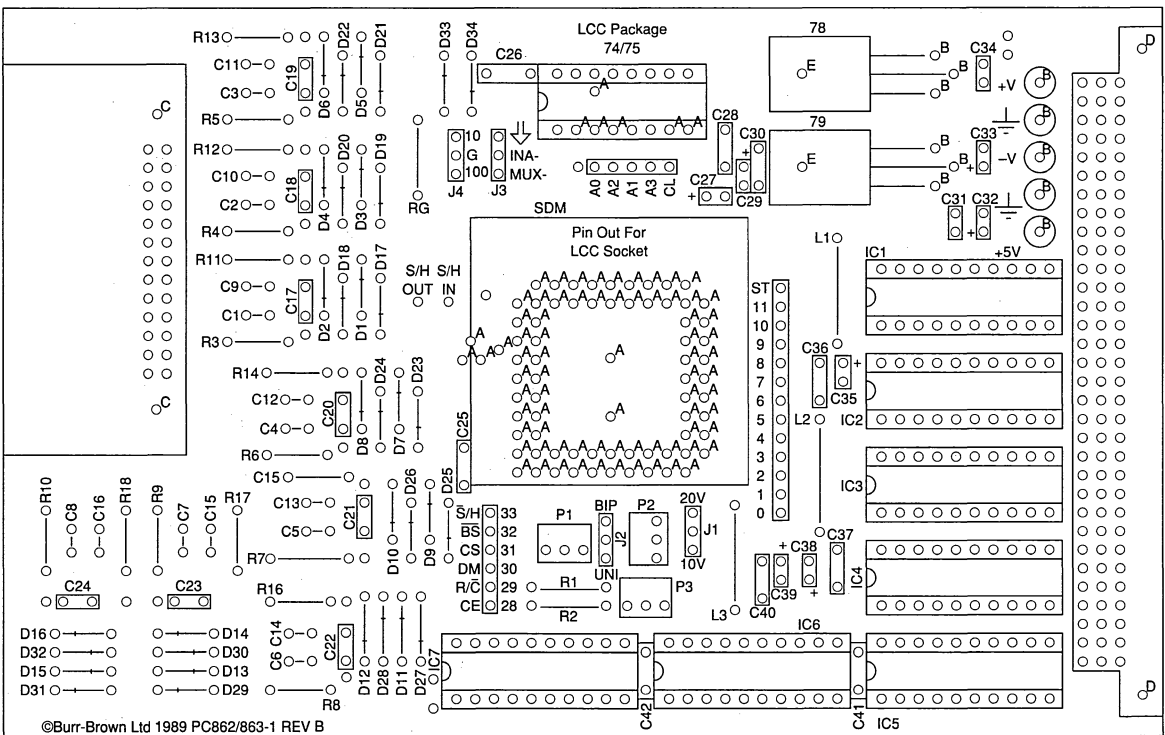 R13
C11
C3
R5
R12
C10
C2
R4
R11
C9
C1
R3
C19
D6
D22
D5
D21
C18
D4
D20
D3
D19
C17
D2
D18
D1
D17
D33
D34
C26
LCC Package
74/75
A
A A A A A
10
G
100
J4
INA-
MUX-
J3
RG
A0
A2
A1
A3
CL
C28
C30
+
C29
C27
+
78
E
B
B
B
79
E
B
B
B
C34
+V
C33
+
–V
C31
C32
+
B
B
B
B
B
+5V
D
D
C
C
SDM
Pin Out For
LCC Socket
S/H
OUT
S/H
IN
A
A
A
A
A
ST
11
10
9
8
7
6
5
4
3
2
1
0
L1
C36
C35
+
L2
IC1
IC2
IC3
IC4
R14
C12
C4
R6
C20
D8
D24
D7
D23
C25
C15
C13
C5
R7
C21
D10
D26
D9
D25
R10
C8
C16
R18
R9
C7
C15
R17
C24
C23
R16
C14
C6
R8
C22
D12
D28
D11
D27
D16
D32
D15
D31
D14
D30
D13
D29
S̅/H 33
B̅S̅ 32
CS 31
DM 30
R/C̅ 29
CE 28
P1
BIP
J2
UNI
P2
20V
J1
10V
R1
R2
P3
L3
C40
+
C39
C38
+
C37
IC7
C42
IC6
C41
IC5
©Burr-Brown Ltd 1989 PC862/863-1 REV B